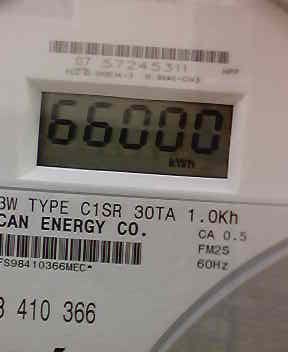 07 57245311
66000
kWh
3W TYPE C1SR 30TA 1.0Kh
CAN ENERGY CO.
CA 0.5
FM2S
60Hz
FS98410366MEC*
8 410 366